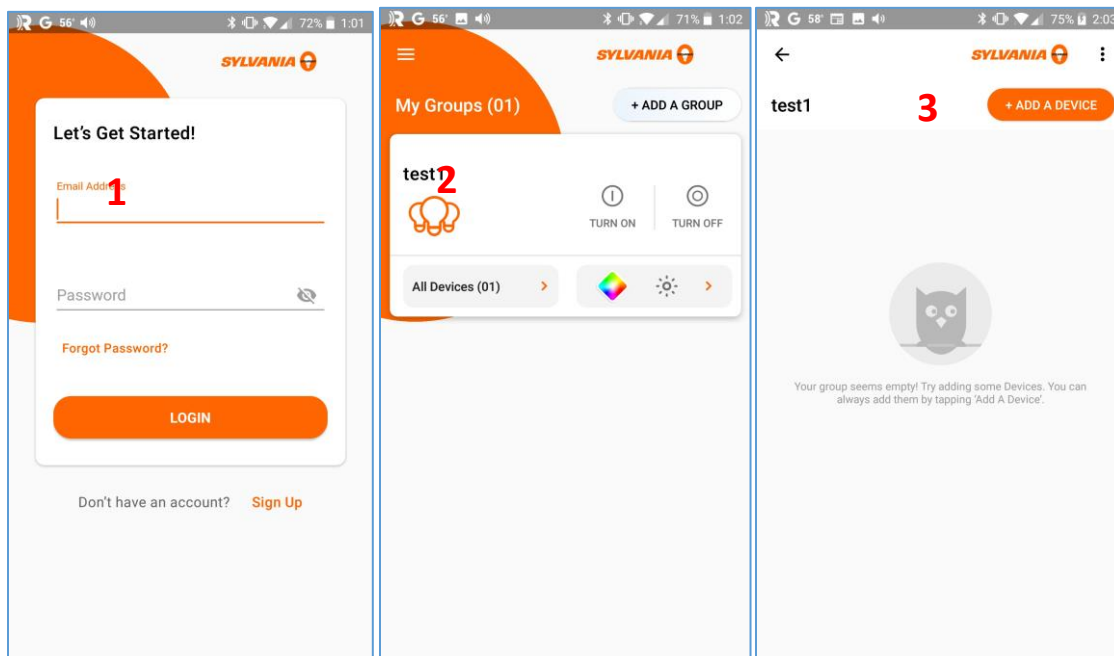 G 56° 72% 1:01
SYLVANIA
Let's Get Started!
Email Address
1
Password
Forgot Password?
LOGIN
Don't have an account? Sign Up
G 56° 71% 1:02
SYLVANIA
My Groups (01) + ADD A GROUP
test1
2
TURN ON TURN OFF
All Devices (01)
G 58° 75% 2:03
SYLVANIA
test1 3 + ADD A DEVICE
Your group seems empty! Try adding some Devices. You can
always add them by tapping 'Add A Device'.